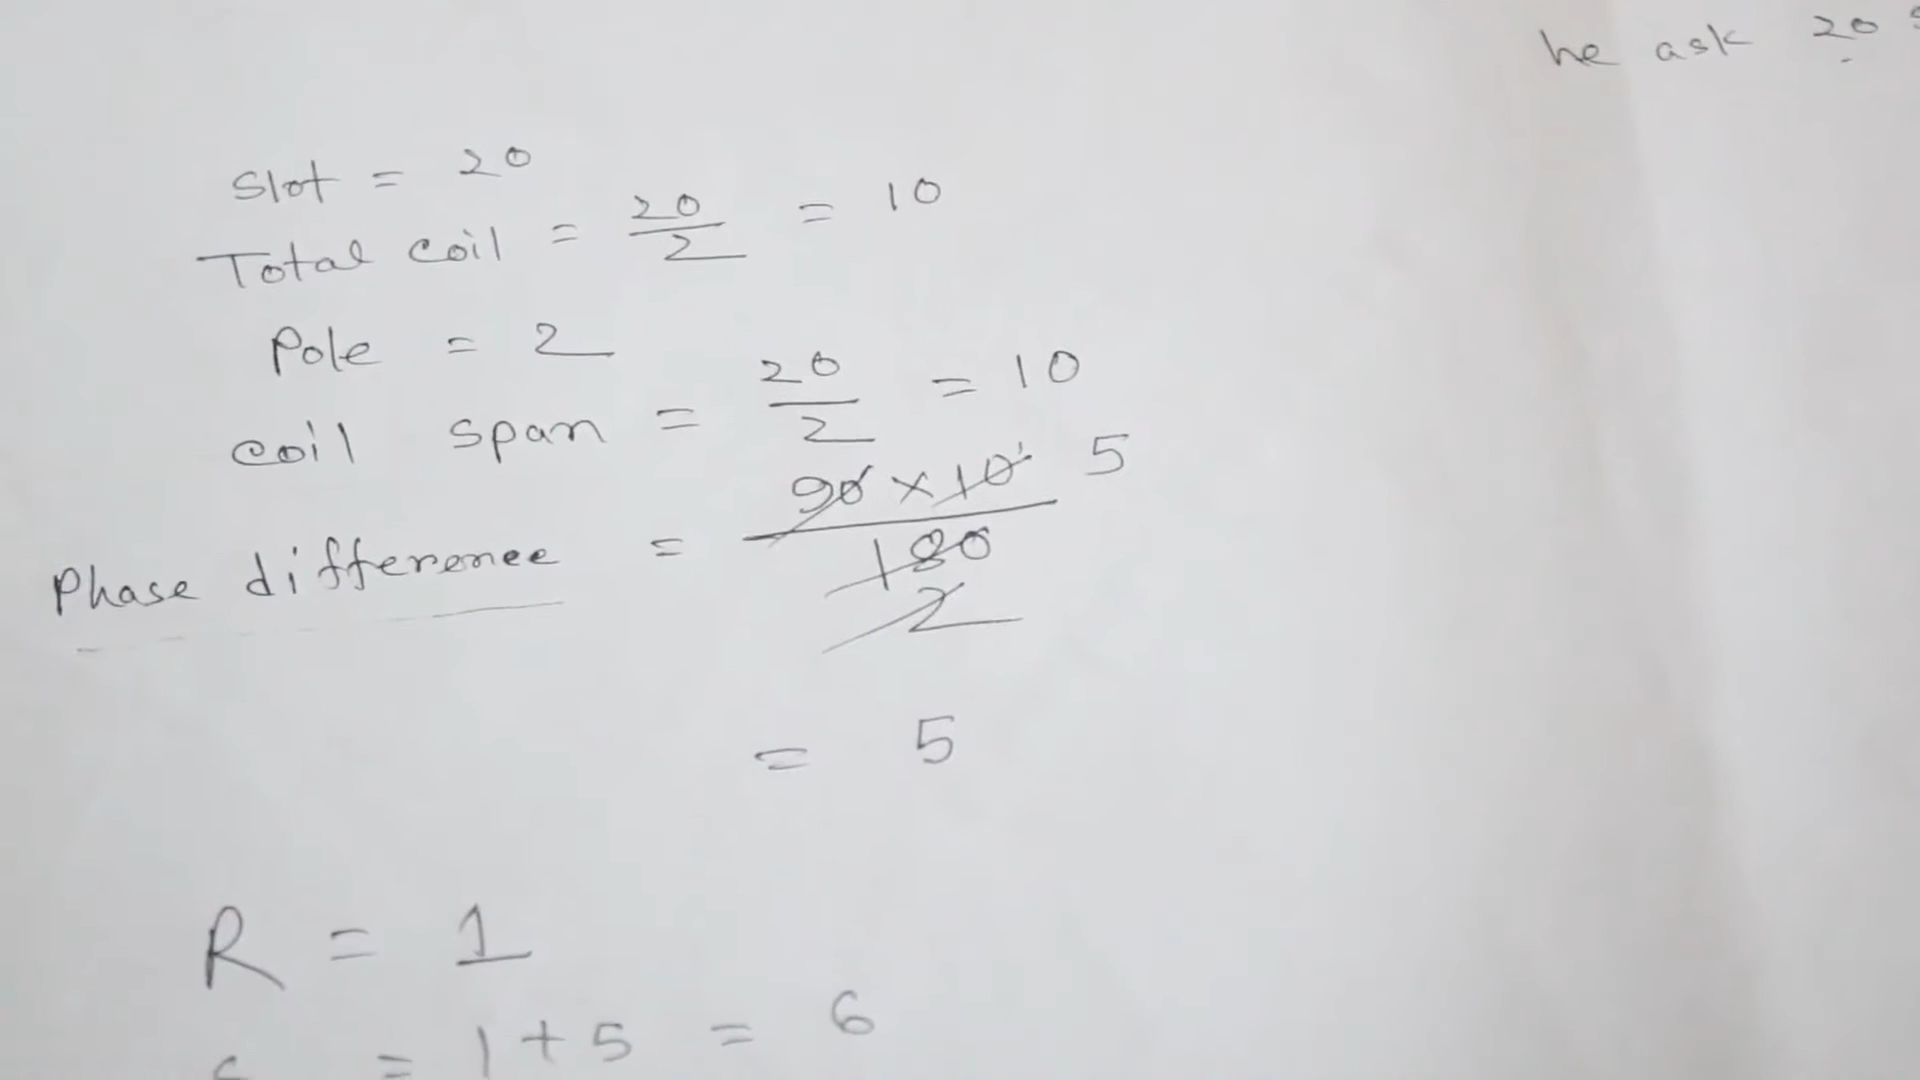 he ask 20
Slot = 20
Total coil = 20/2 = 10
Pole = 2
coil span = 20/2 = 10
Phase difference = 90 × 10 / 180 5
2
= 5
R = 1
= 1 + 5 = 6